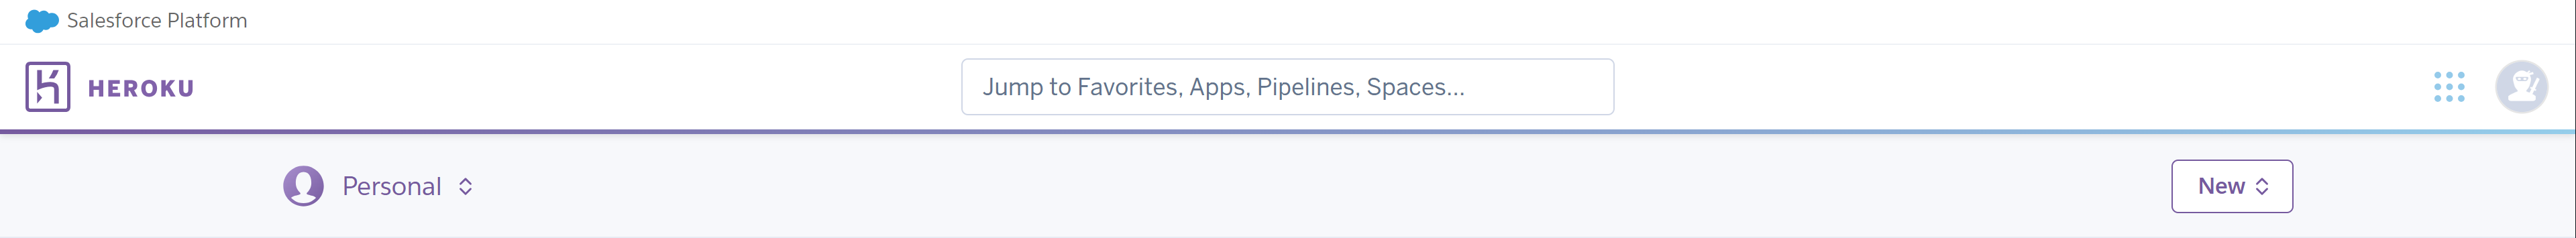 Salesforce Platform
HEROKU
Jump to Favorites, Apps, Pipelines, Spaces...
Personal
New